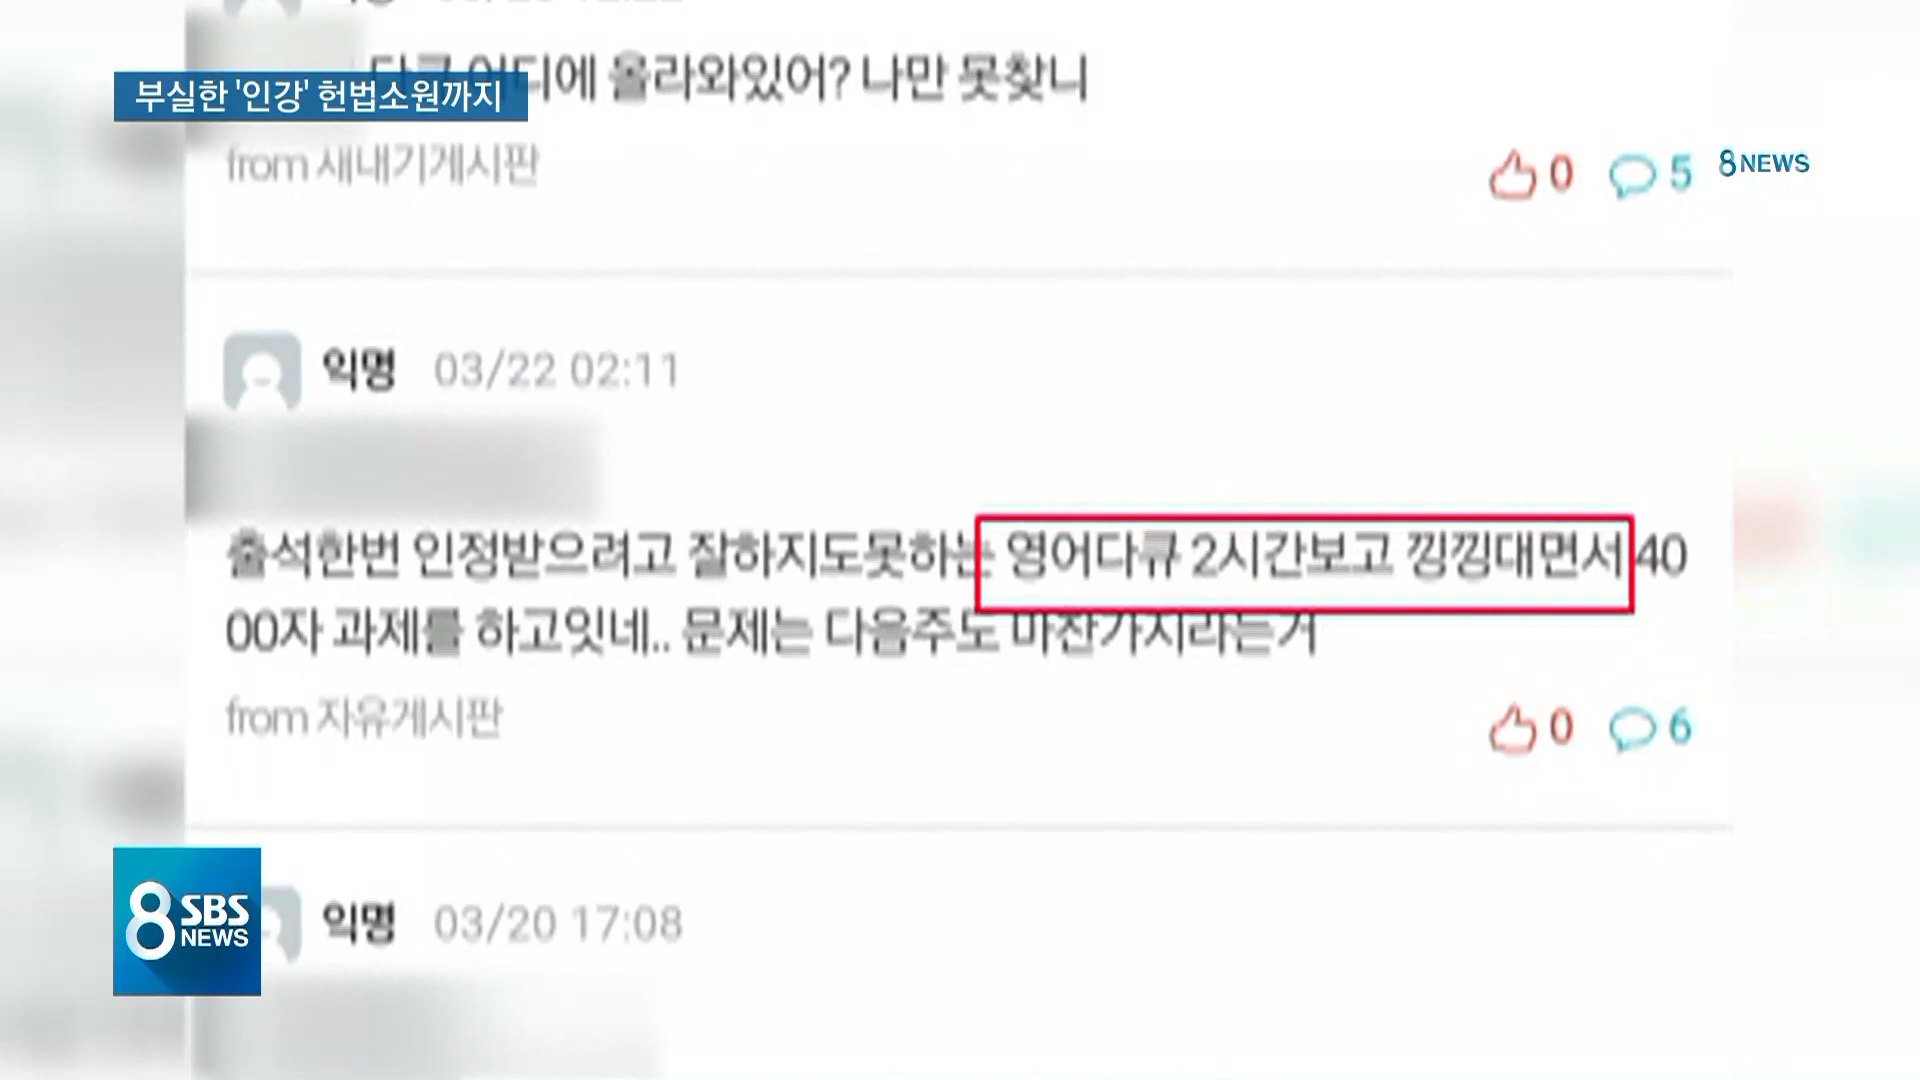 부실한 '인강' 헌법소원까지
어디에 올라와있어? 나만 못찾니
from 새내기게시판
0 5
8 NEWS
익명 03/22 02:11
출석한번 인정받으려고 잘하지도못하는 영어다큐 2시간보고 낑낑대면서 40
00자 과제를 하고잇네.. 문제는 다음주도 마찬가지라는거
from 자유게시판
0 6
8 SBS NEWS
익명 03/20 17:08